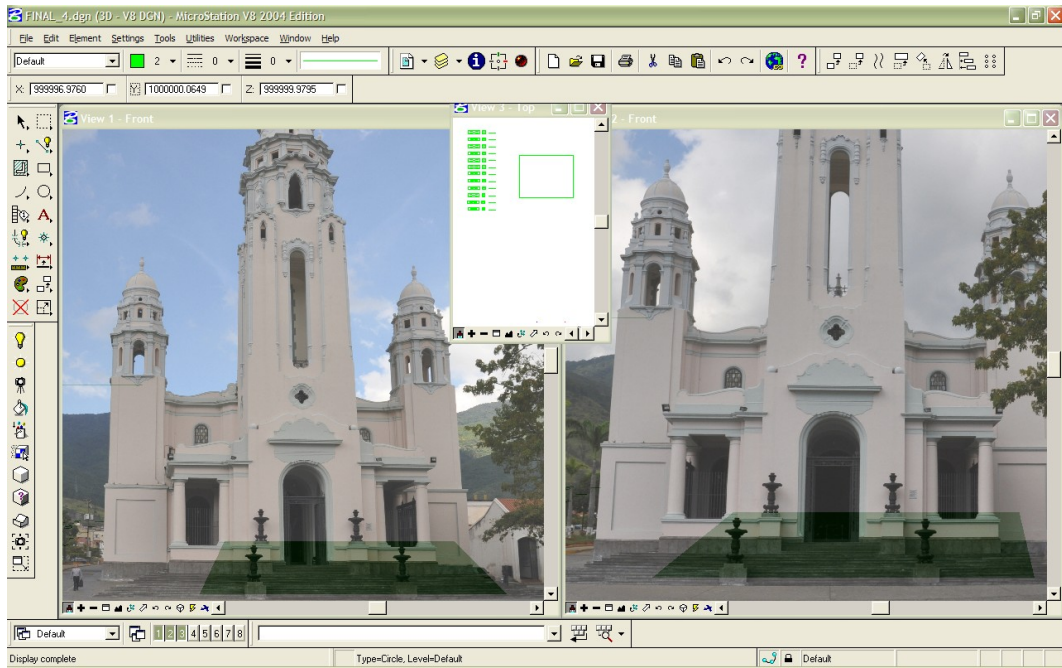 FINAL_4.dgn (3D - V8 DGN) - MicroStation V8 2004 Edition
File Edit Element Settings Tools Utilities Workspace Window Help
Default 2 0 0
X: 999996.9760 Y: 1000000.0649 Z: 999999.9795
View 3 - Top
View 1 - Front
2 - Front
Default 1 2 3 4 5 6 7 8
Display complete Type=Circle, Level=Default Default